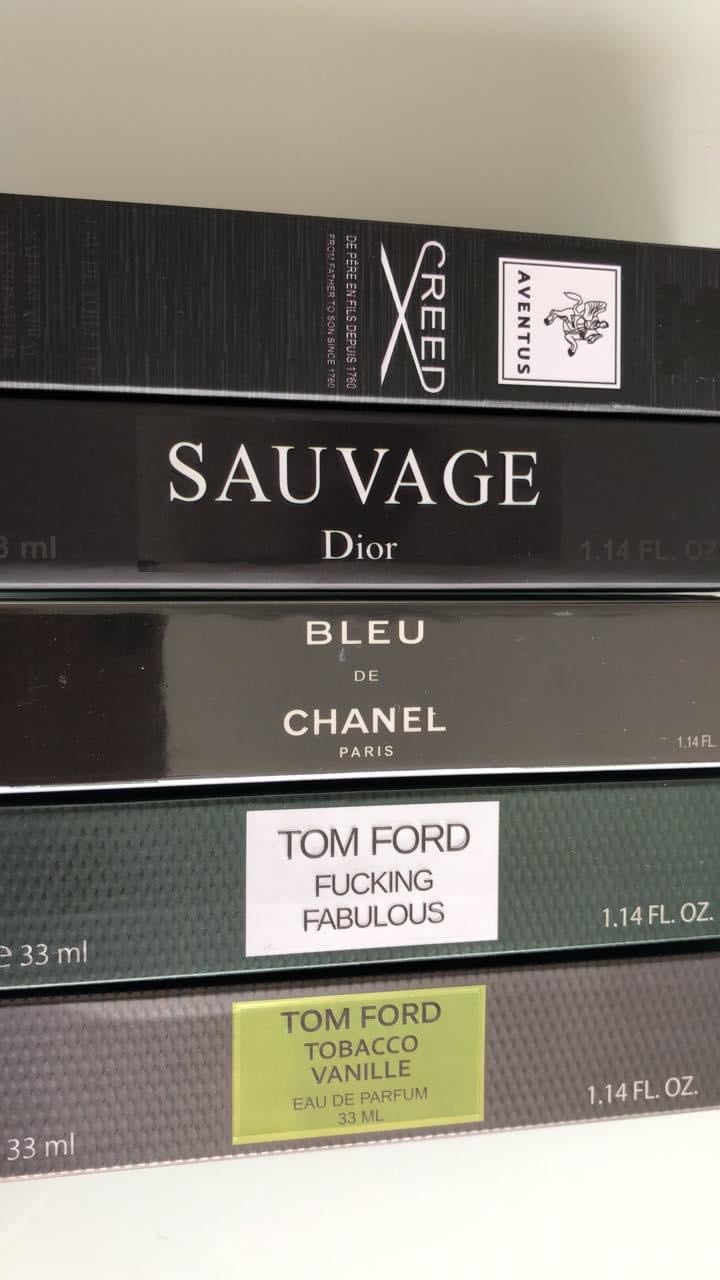 CREED
DE PÈRE EN FILS DEPUIS 1760
FROM FATHER TO SON SINCE 1760
AVENTUS
SAUVAGE
Dior
3 ml
1.14 FL. OZ
BLEU
DE
CHANEL
PARIS
1.14 FL.
TOM FORD
FUCKING
FABULOUS
e 33 ml
1.14 FL. OZ.
TOM FORD
TOBACCO
VANILLE
EAU DE PARFUM
33 ML
33 ml
1.14 FL. OZ.